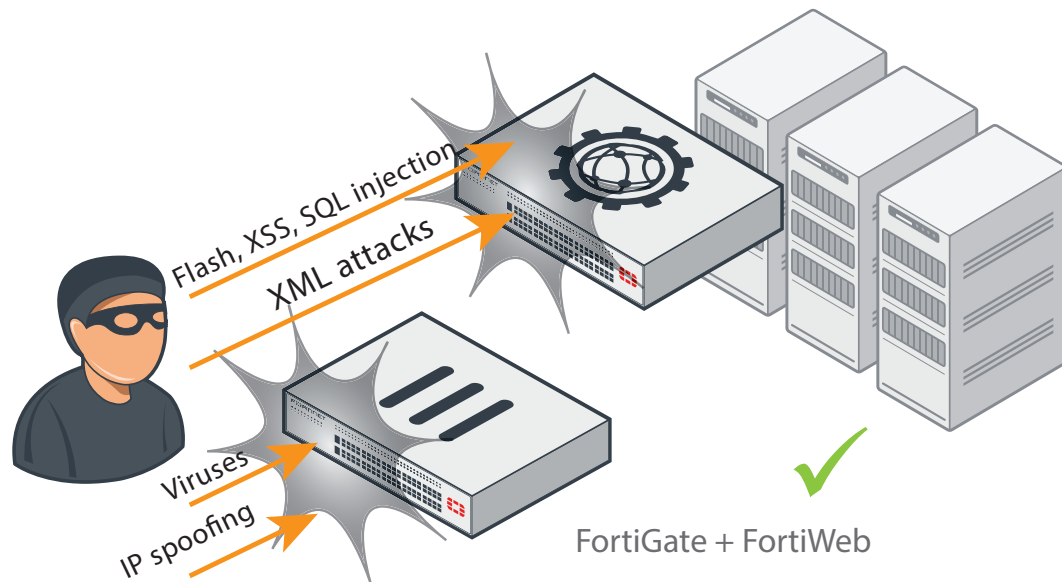 Flash, XSS, SQL injection
XML attacks
Viruses
IP spoofing
FortiGate + FortiWeb